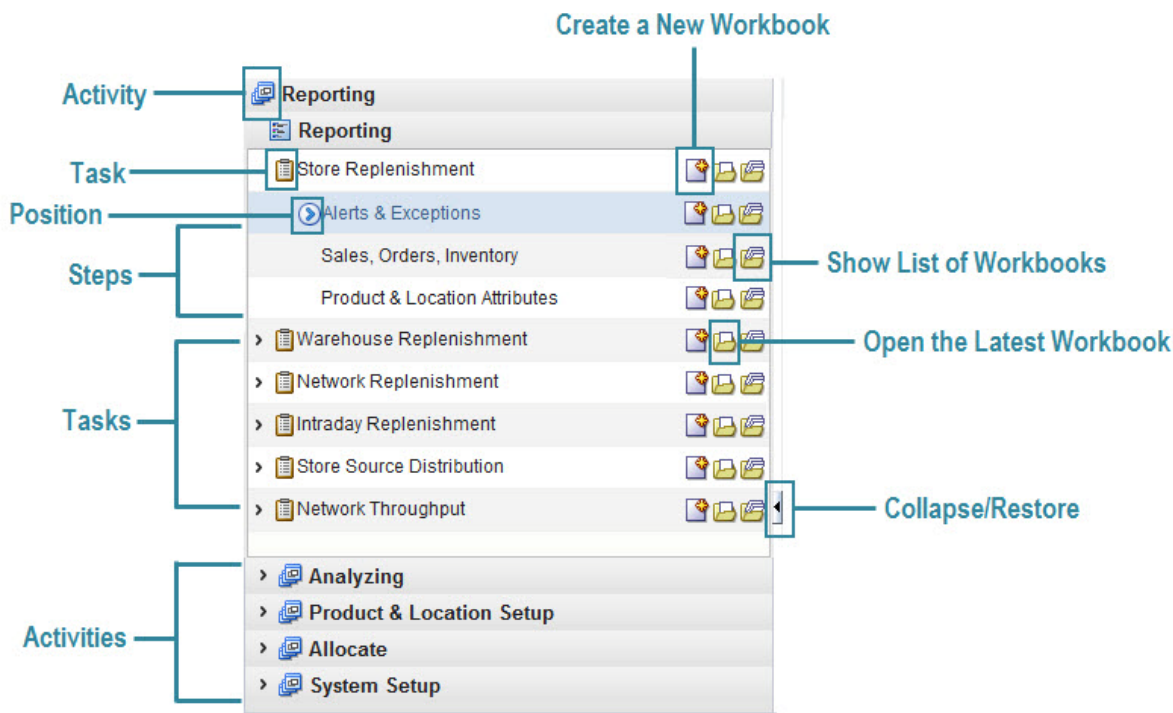 Create a New Workbook
Activity
Reporting
Reporting
Task
Store Replenishment
Position
Alerts & Exceptions
Steps
Sales, Orders, Inventory
Show List of Workbooks
Product & Location Attributes
Warehouse Replenishment
Open the Latest Workbook
Network Replenishment
Tasks
Intraday Replenishment
Store Source Distribution
Network Throughput
Collapse/Restore
Activities
Analyzing
Product & Location Setup
Allocate
System Setup